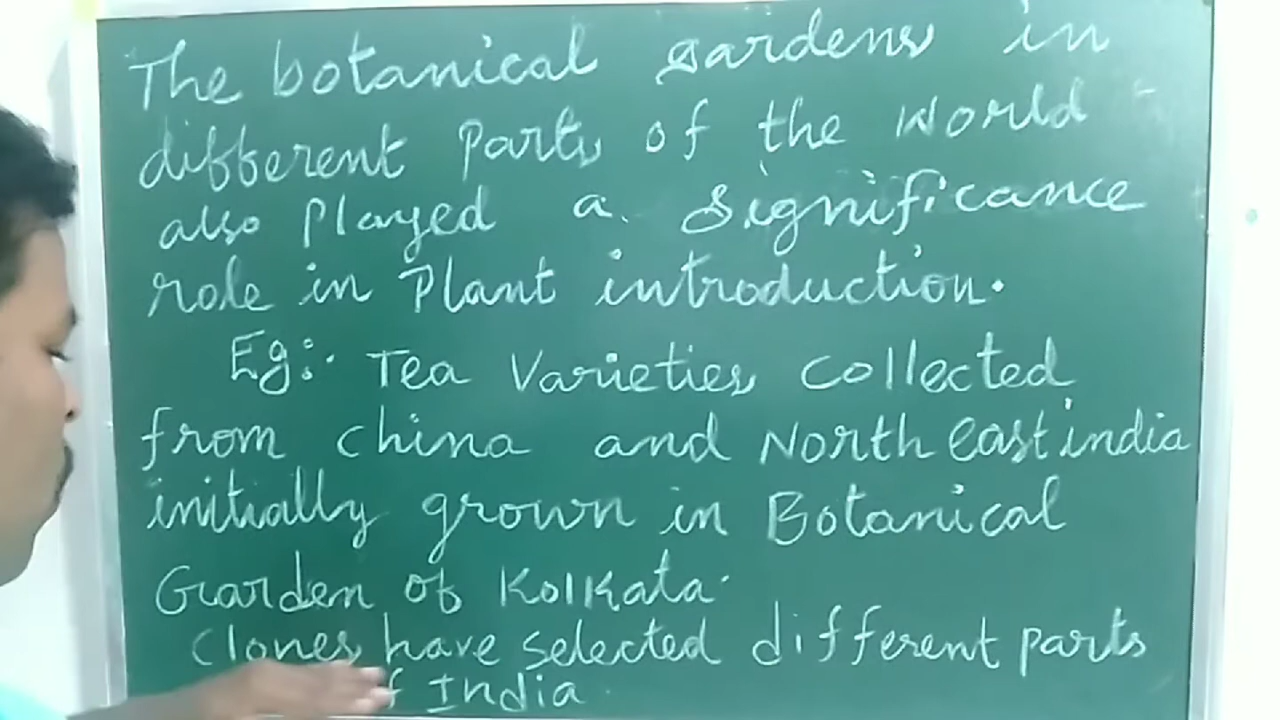 The botanical gardens in
different parts of the world
also played a significance
role in Plant introduction.
Eg:- Tea Varieties collected
from china and North east india
initially grown in Botanical
Garden of Kolkata.
Clones have selected different parts
of India.